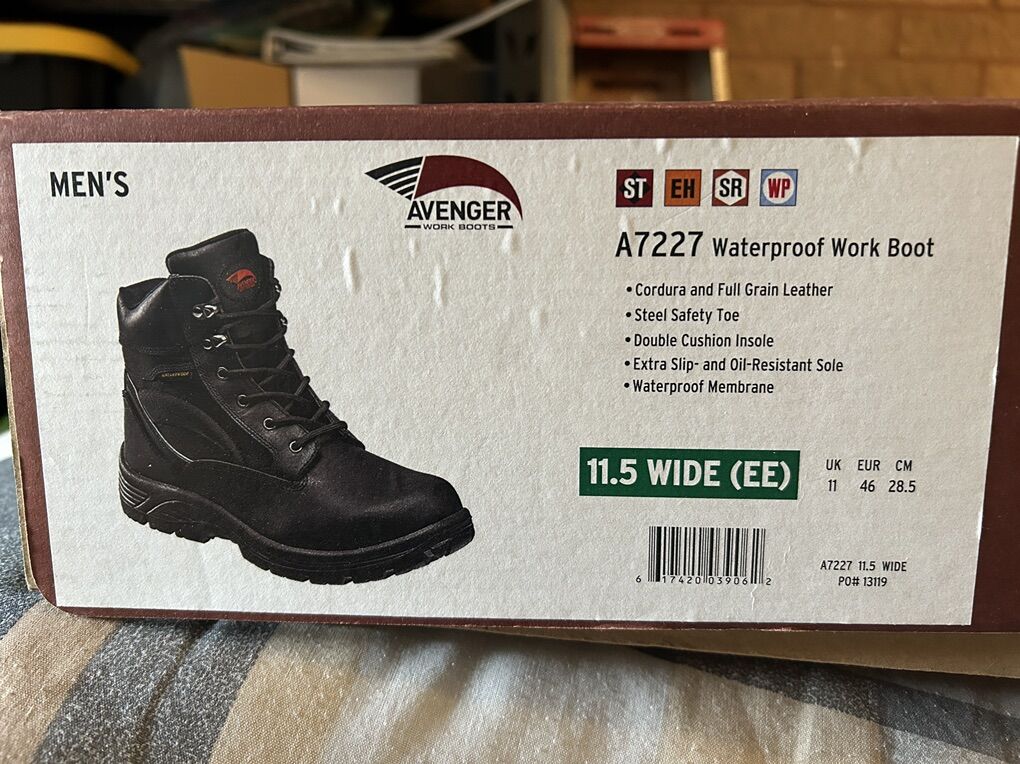 MEN'S
AVENGER
WORK BOOTS
ST EH SR WP
A7227 Waterproof Work Boot
• Cordura and Full Grain Leather
• Steel Safety Toe
• Double Cushion Insole
• Extra Slip- and Oil-Resistant Sole
• Waterproof Membrane
11.5 WIDE (EE)
UK EUR CM
11 46 28.5
6 17420 03906 2
A7227 11.5 WIDE
PO# 13119
WATERPROOF